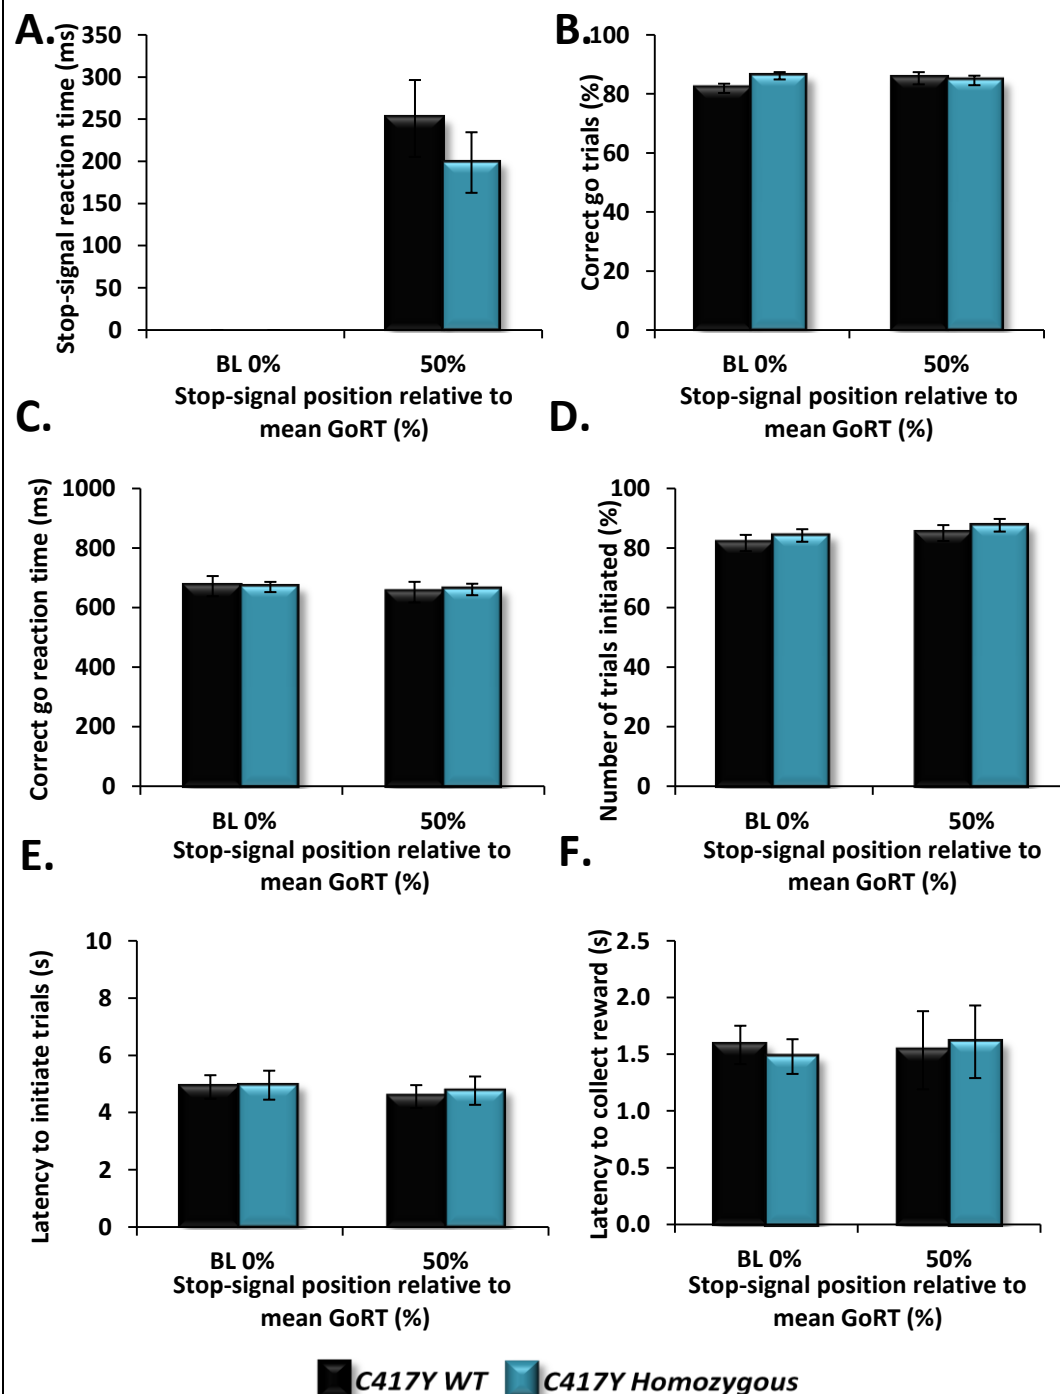 A.
Stop-signal reaction time (ms)
350
300
250
200
150
100
50
0
BL 0% 50%
Stop-signal position relative to
mean GoRT (%)
B.
Correct go trials (%)
100
80
60
40
20
0
BL 0% 50%
Stop-signal position relative to
mean GoRT (%)
C.
Correct go reaction time (ms)
1000
800
600
400
200
0
BL 0% 50%
Stop-signal position relative to
mean GoRT (%)
D.
Number of trials initiated (%)
100
80
60
40
20
0
BL 0% 50%
Stop-signal position relative to
mean GoRT (%)
E.
Latency to initiate trials (s)
10
8
6
4
2
0
BL 0% 50%
Stop-signal position relative to
mean GoRT (%)
F.
Latency to collect reward (s)
2.5
2.0
1.5
1.0
0.5
0.0
BL 0% 50%
Stop-signal position relative to
mean GoRT (%)
C417Y WT C417Y Homozygous